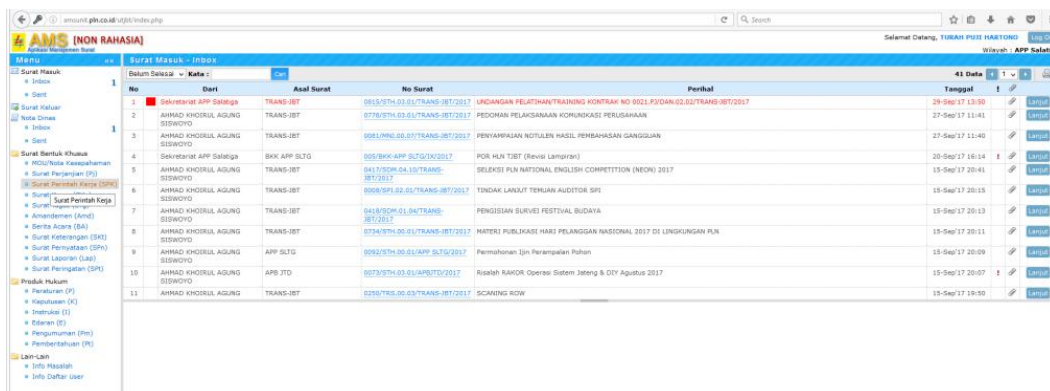 amsunit.pln.co.id/utjbt/index.php
Search
AMS [NON RAHASIA]
Aplikasi Manajemen Surat
Selamat Datang, TURAH PUJI HARTONO Log O
Wilayah : APP Salati
Menu <<
Surat Masuk - Inbox
Surat Masuk
Inbox 1
Sent
Surat Keluar
Nota Dinas
Inbox 1
Sent
Surat Bentuk Khusus
MOU/Nota Kesepahaman
Surat Perjanjian (Pj)
Surat Perintah Kerja (SPK)
Surat
Surat
Surat Perintah Kerja
Amandemen (Amd)
Berita Acara (BA)
Surat Keterangan (SKt)
Surat Pernyataan (SPn)
Surat Laporan (Lap)
Surat Peringatan (SPt)
Produk Hukum
Peraturan (P)
Keputusan (K)
Instruksi (I)
Edaran (E)
Pengumuman (Pm)
Pemberitahuan (Pt)
Lain-Lain
Info Masalah
Info Daftar User
Belum Selesai Kata : Cari 41 Data 1
No Dari Asal Surat No Surat Perihal Tanggal !
1 Sekretariat APP Salatiga TRANS-JBT 0815/STH.03.01/TRANS-JBT/2017 UNDANGAN PELATIHAN/TRAINING KONTRAK NO 0021.PJ/DAN.02.02/TRANS-JBT/2017 29-Sep'17 13:50 Lanjut
2 AHMAD KHOIRUL AGUNG TRANS-JBT 0778/STH.00.01/TRANS-JBT/2017 PEDOMAN PELAKSANAAN KOMUNIKASI PERUSAHAAN 27-Sep'17 11:41 Lanjut
SISWOYO
3 AHMAD KHOIRUL AGUNG TRANS-JBT 0081/MNJ.00.07/TRANS-JBT/2017 PENYAMPAIAN NOTULEN HASIL PEMBAHASAN GANGGUAN 27-Sep'17 11:40 Lanjut
SISWOYO
4 Sekretariat APP Salatiga BKK APP SLTG 005/BKK-APP SLTG/IX/2017 POR HLN TJBT (Revisi Lampiran) 20-Sep'17 16:14 ! Lanjut
5 AHMAD KHOIRUL AGUNG TRANS-JBT 0417/SDM.04.10/TRANS- SELEKSI PLN NATIONAL ENGLISH COMPETITION (NEON) 2017 15-Sep'17 20:41 Lanjut
SISWOYO JBT/2017
6 AHMAD KHOIRUL AGUNG TRANS-JBT 0008/SPI.02.01/TRANS-JBT/2017 TINDAK LANJUT TEMUAN AUDITOR SPI 15-Sep'17 20:15 Lanjut
SISWOYO
7 AHMAD KHOIRUL AGUNG TRANS-JBT 0418/SDM.01.04/TRANS- PENGISIAN SURVEI FESTIVAL BUDAYA 15-Sep'17 20:13 Lanjut
SISWOYO JBT/2017
8 AHMAD KHOIRUL AGUNG TRANS-JBT 0734/STH.00.01/TRANS-JBT/2017 MATERI PUBLIKASI HARI PELANGGAN NASIONAL 2017 DI LINGKUNGAN PLN 15-Sep'17 20:11 Lanjut
SISWOYO
9 AHMAD KHOIRUL AGUNG APP SLTG 0092/STH.00.01/APP SLTG/2017 Permohonan Ijin Perampalan Pohon 15-Sep'17 20:09 Lanjut
SISWOYO
10 AHMAD KHOIRUL AGUNG APB JTD 0073/STH.03.01/APBJTD/2017 Risalah RAKOR Operasi Sistem Jateng & DIY Agustus 2017 15-Sep'17 20:07 ! Lanjut
SISWOYO
11 AHMAD KHOIRUL AGUNG TRANS-JBT 0250/TRS.00.03/TRANS-JBT/2017 SCANING ROW 15-Sep'17 19:50 Lanjut